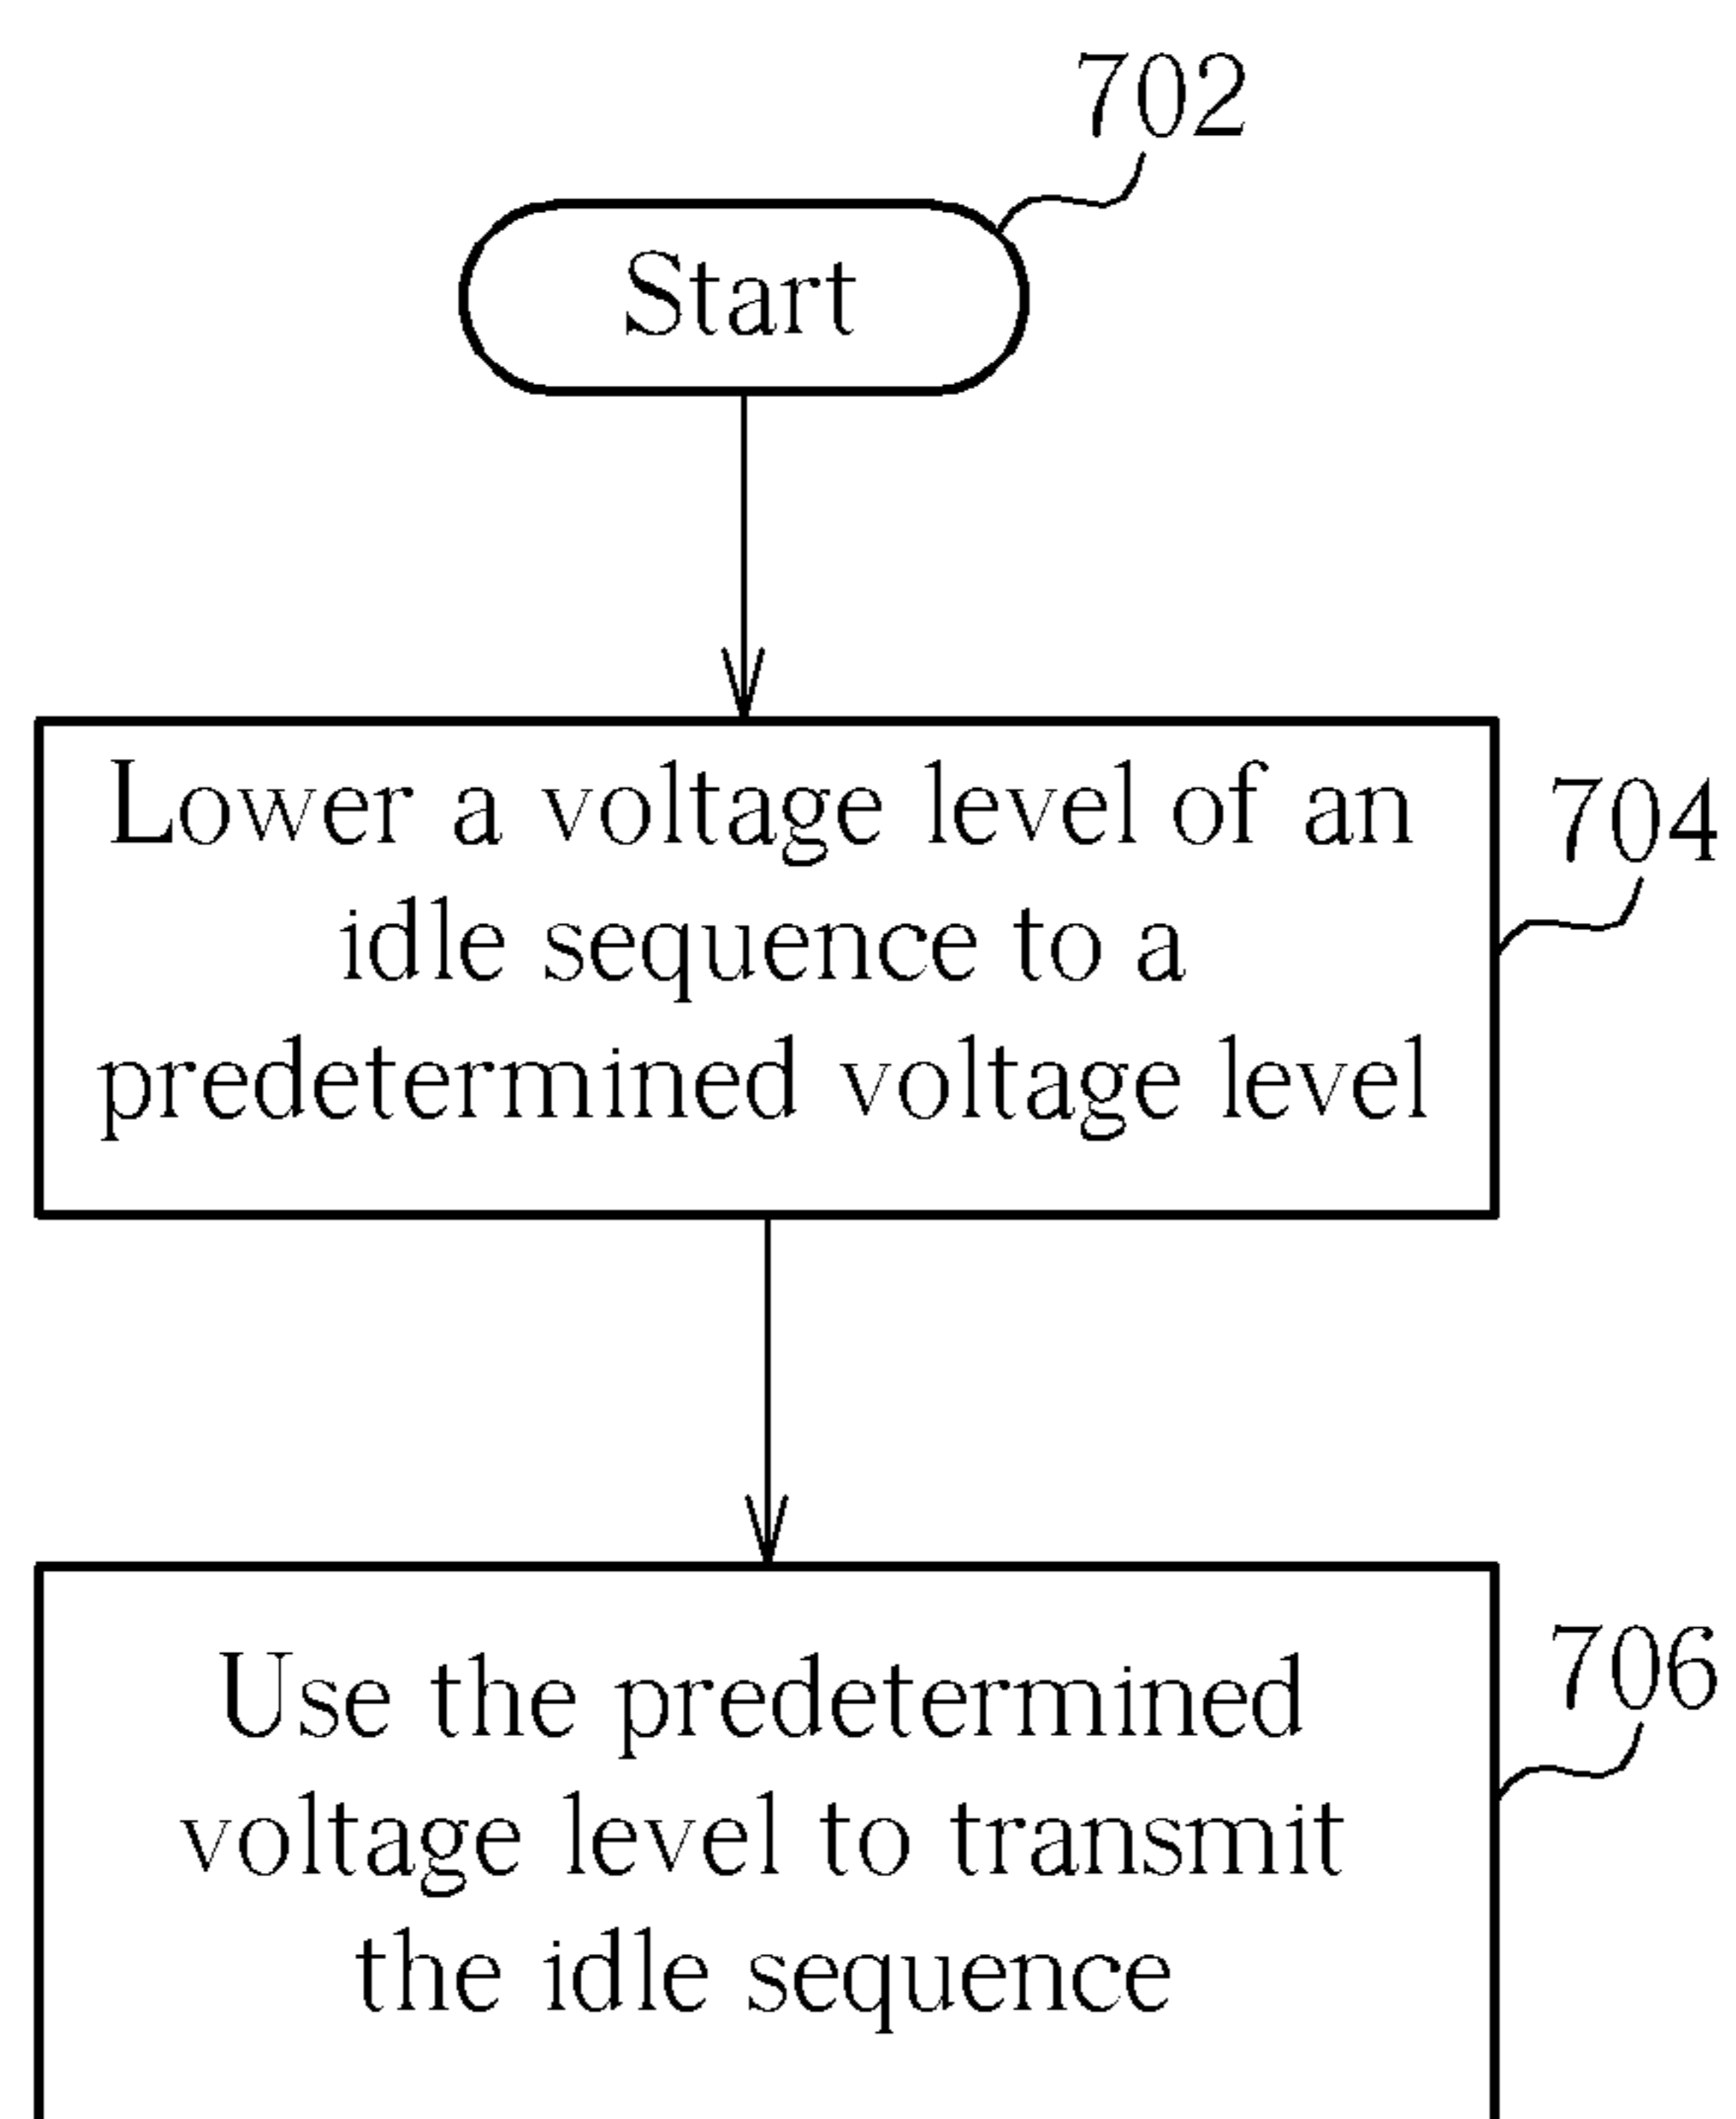 702
Start
Lower a voltage level of an
idle sequence to a
predetermined voltage level
704
Use the predetermined
voltage level to transmit
the idle sequence
706